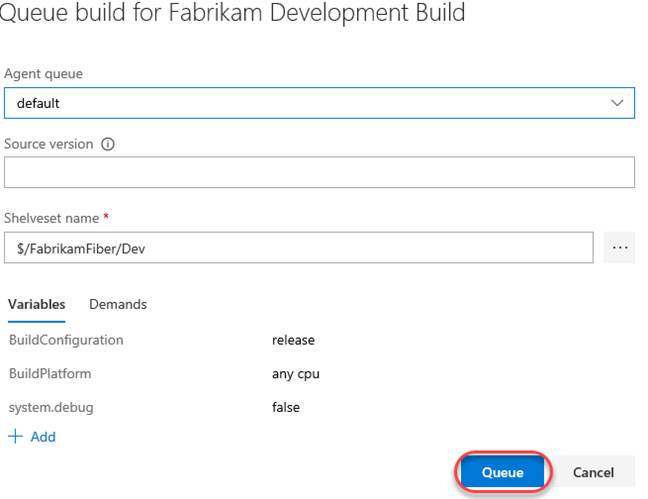 Queue build for Fabrikam Development Build
Agent queue
default
Source version
Shelveset name *
$/FabrikamFiber/Dev
...
Variables Demands
BuildConfiguration release
BuildPlatform any cpu
system.debug false
+ Add
Queue Cancel